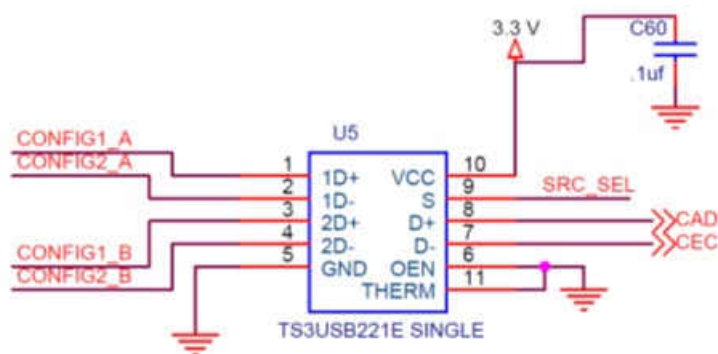 3.3 V
C60
.1uf
U5
CONFIG1_A
CONFIG2_A
CONFIG1_B
CONFIG2_B
1 1D+ VCC 10
2 1D- S 9 SRC_SEL
3 2D+ D+ 8 CAD
4 2D- D- 7 CEC
5 GND OEN 6
THERM 11
TS3USB221E SINGLE